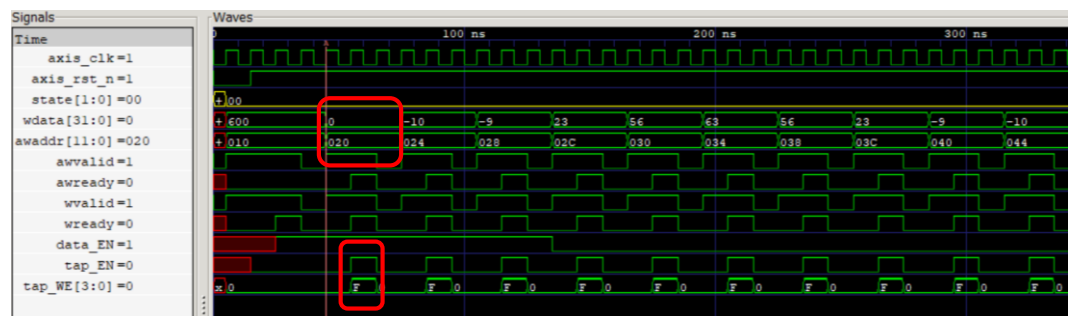 Signals
Waves
Time
0 100 ns 200 ns 300 ns
axis_clk=1
axis_rst_n=1
state[1:0] =00 + 00
wdata[31:0] =0 + 600 0 -10 -9 23 56 63 56 23 -9 -10
awaddr[11:0] =020 + 010 020 024 028 02C 030 034 038 03C 040 044
awvalid=1
awready=0
wvalid=1
wready=0
data_EN=1
tap_EN=0
tap_WE[3:0] =0 x 0 F 0 F 0 F 0 F 0 F 0 F 0 F 0 F 0 F 0 F 0